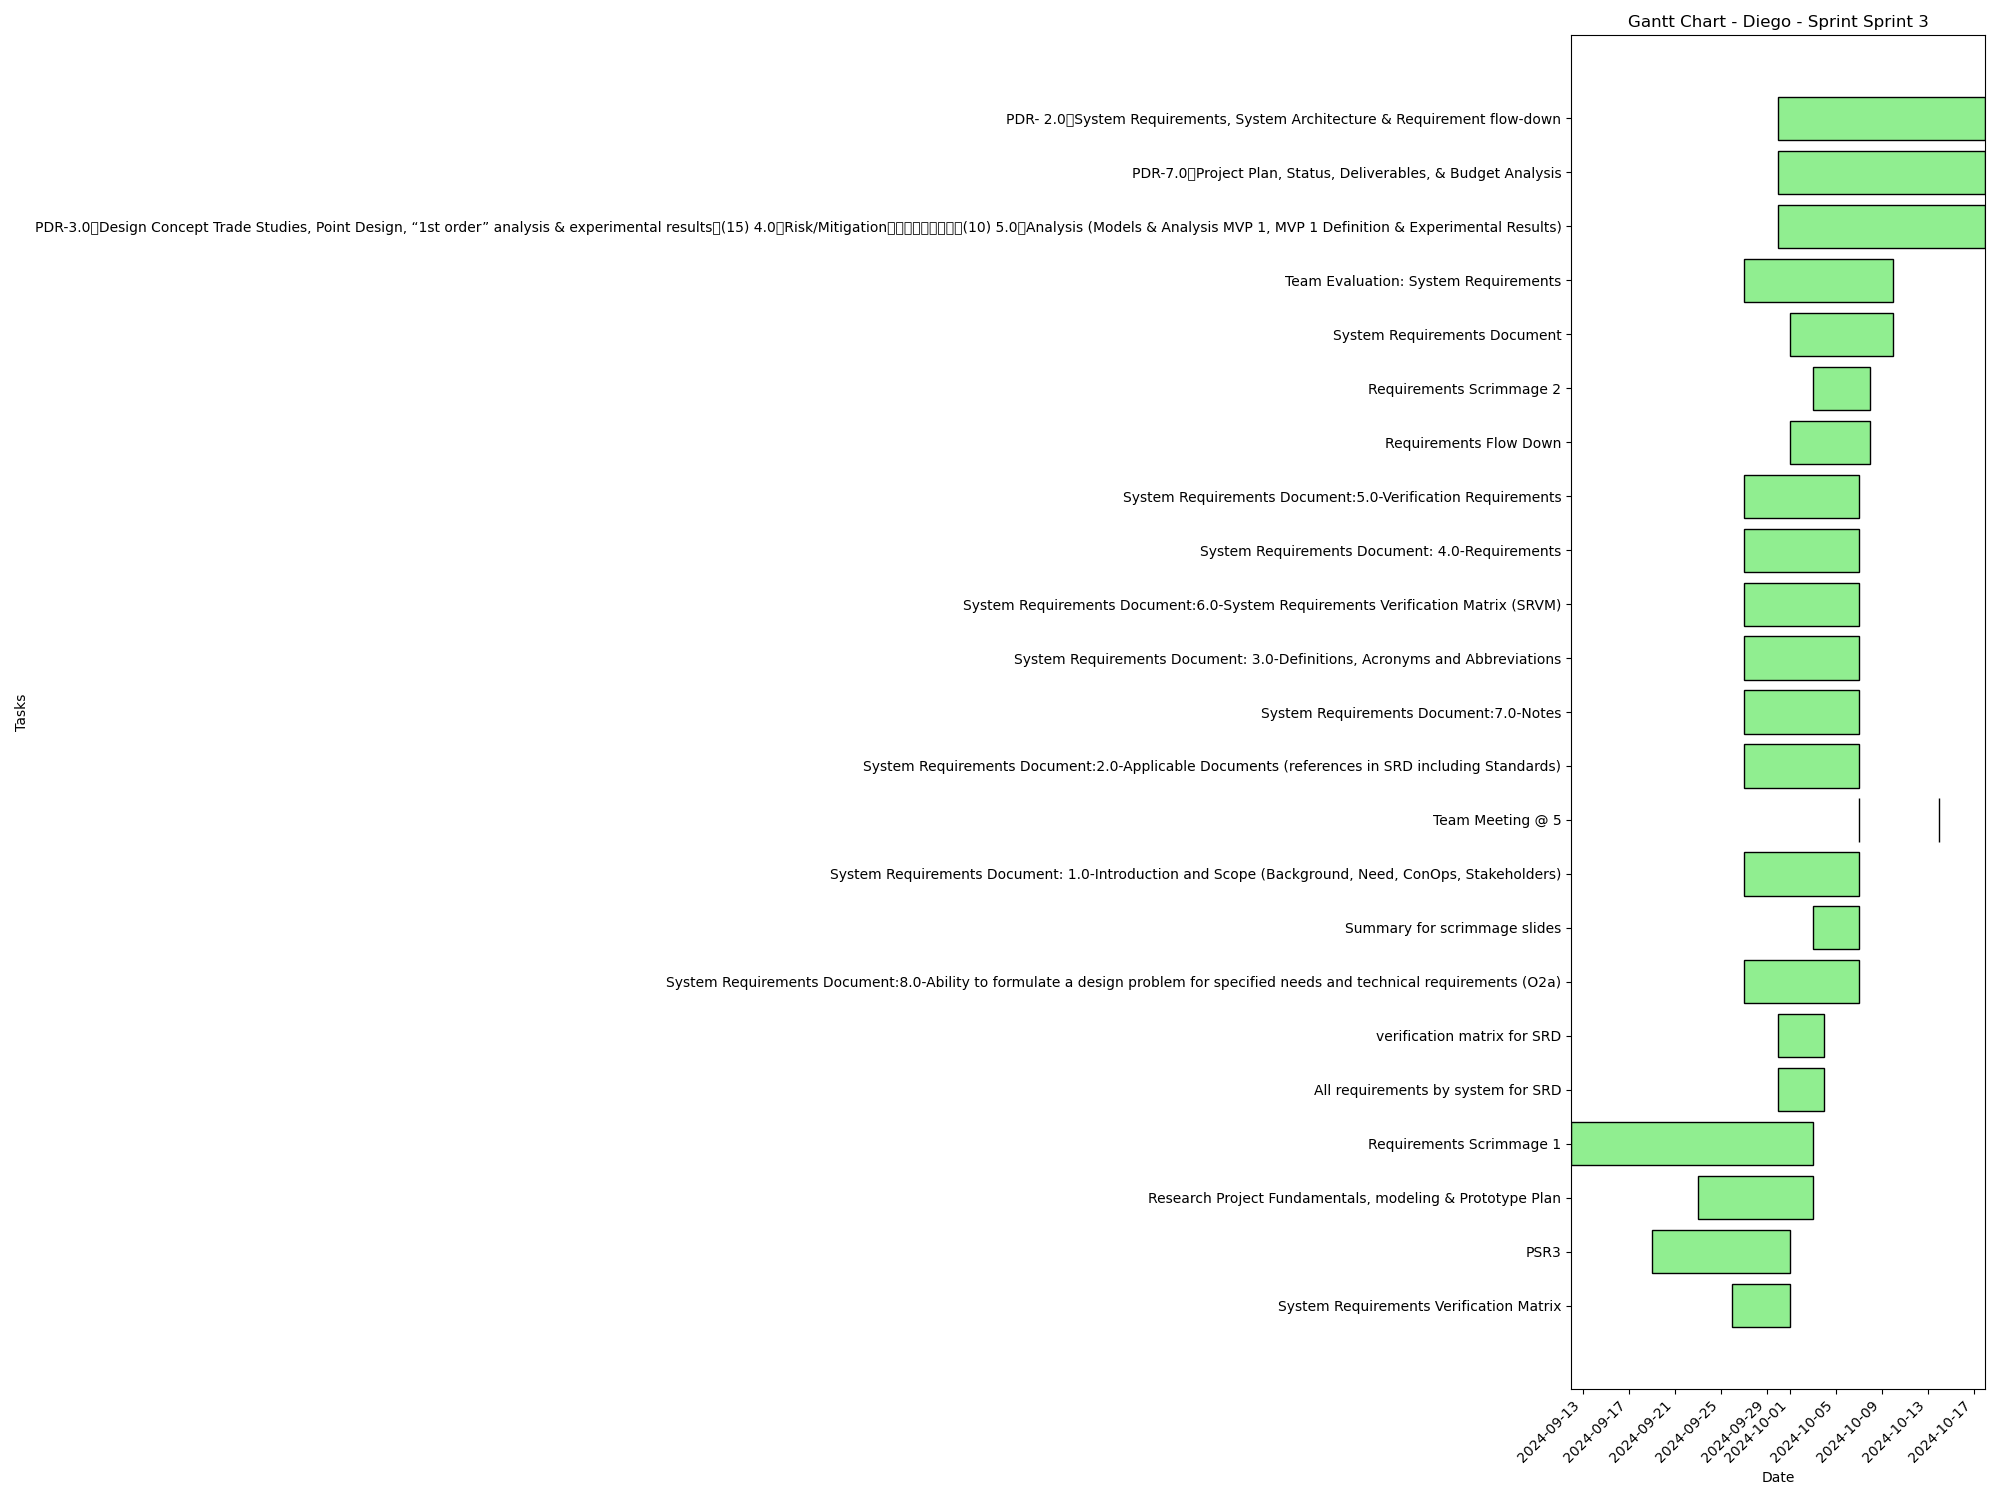 Gantt Chart - Diego - Sprint Sprint 3
PDR- 2.0▯System Requirements, System Architecture & Requirement flow-down
PDR-7.0▯Project Plan, Status, Deliverables, & Budget Analysis
PDR-3.0▯Design Concept Trade Studies, Point Design, “1st order” analysis & experimental results▯(15) 4.0▯Risk/Mitigation▯▯▯▯▯▯▯▯▯(10) 5.0▯Analysis (Models & Analysis MVP 1, MVP 1 Definition & Experimental Results)
Team Evaluation: System Requirements
System Requirements Document
Requirements Scrimmage 2
Requirements Flow Down
System Requirements Document:5.0-Verification Requirements
System Requirements Document: 4.0-Requirements
System Requirements Document:6.0-System Requirements Verification Matrix (SRVM)
System Requirements Document: 3.0-Definitions, Acronyms and Abbreviations
System Requirements Document:7.0-Notes
System Requirements Document:2.0-Applicable Documents (references in SRD including Standards)
Team Meeting @ 5
System Requirements Document: 1.0-Introduction and Scope (Background, Need, ConOps, Stakeholders)
Summary for scrimmage slides
System Requirements Document:8.0-Ability to formulate a design problem for specified needs and technical requirements (O2a)
verification matrix for SRD
All requirements by system for SRD
Requirements Scrimmage 1
Research Project Fundamentals, modeling & Prototype Plan
PSR3
System Requirements Verification Matrix
Tasks
2024-09-13
2024-09-17
2024-09-21
2024-09-25
2024-09-29
2024-10-01
2024-10-05
2024-10-09
2024-10-13
2024-10-17
Date